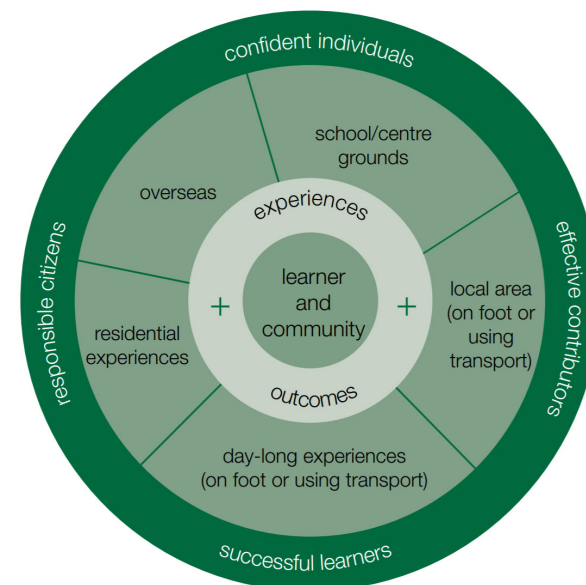 confident individuals
school/centre
grounds
overseas
experiences
effective contributors
responsible citizens
learner
and
community
+
+
local area
(on foot or
using
transport)
residential
experiences
outcomes
day-long experiences
(on foot or using transport)
successful learners